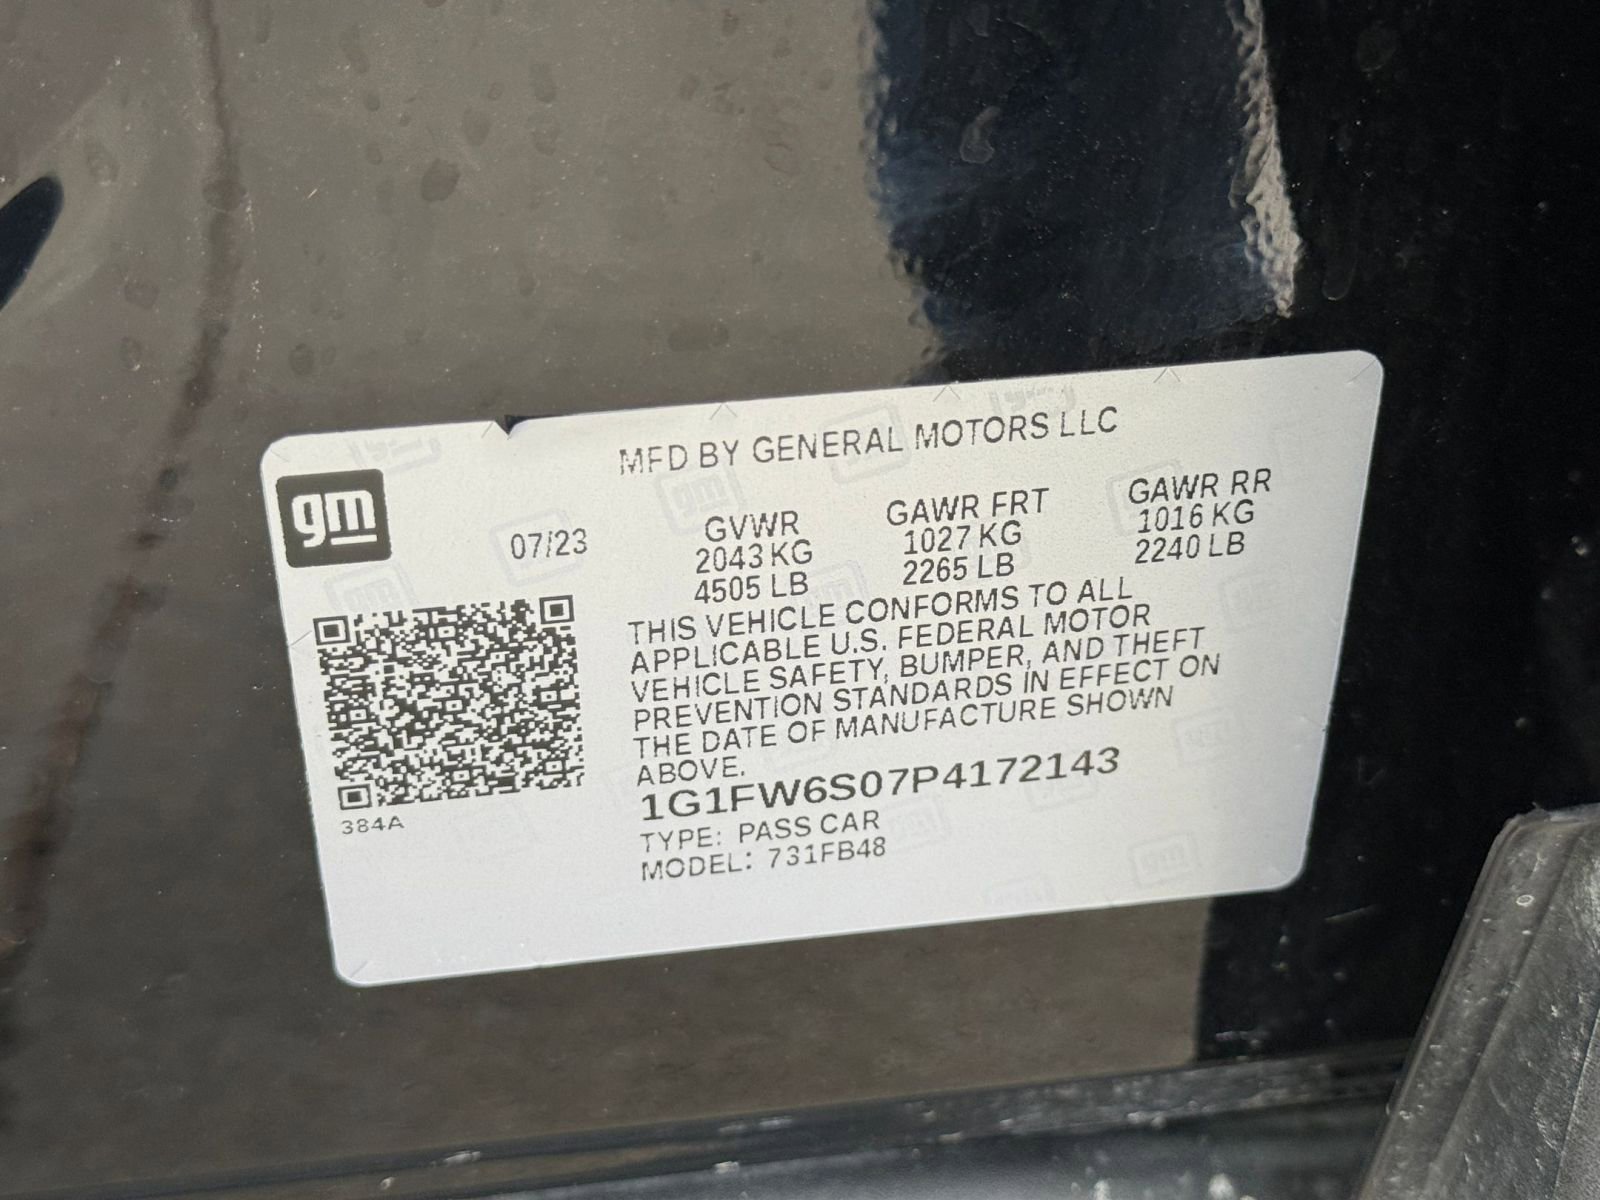 MFD BY GENERAL MOTORS LLC
gm
07/23
GVWR
2043 KG
4505 LB
GAWR FRT
1027 KG
2265 LB
GAWR RR
1016 KG
2240 LB
THIS VEHICLE CONFORMS TO ALL
APPLICABLE U.S. FEDERAL MOTOR
VEHICLE SAFETY, BUMPER, AND THEFT
PREVENTION STANDARDS IN EFFECT ON
THE DATE OF MANUFACTURE SHOWN
ABOVE.
1G1FW6S07P4172143
384A
TYPE: PASS CAR
MODEL: 731FB48